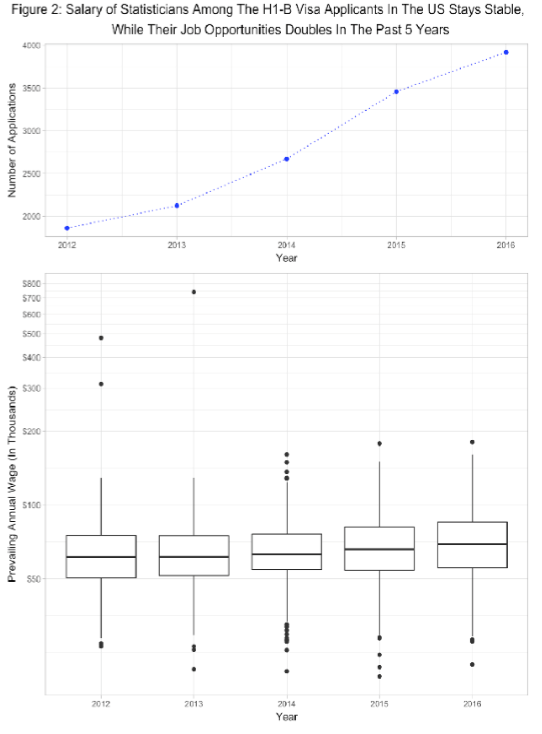 Figure 2: Salary of Statisticians Among The H1-B Visa Applicants In The US Stays Stable,
While Their Job Opportunities Doubles In The Past 5 Years
Number of Applications
4000
3500
3000
2500
2000
2012 2013 2014 2015 2016
Year
Prevailing Annual Wage (In Thousands)
$800
$700
$600
$500
$400
$300
$200
$100
$50
2012 2013 2014 2015 2016
Year